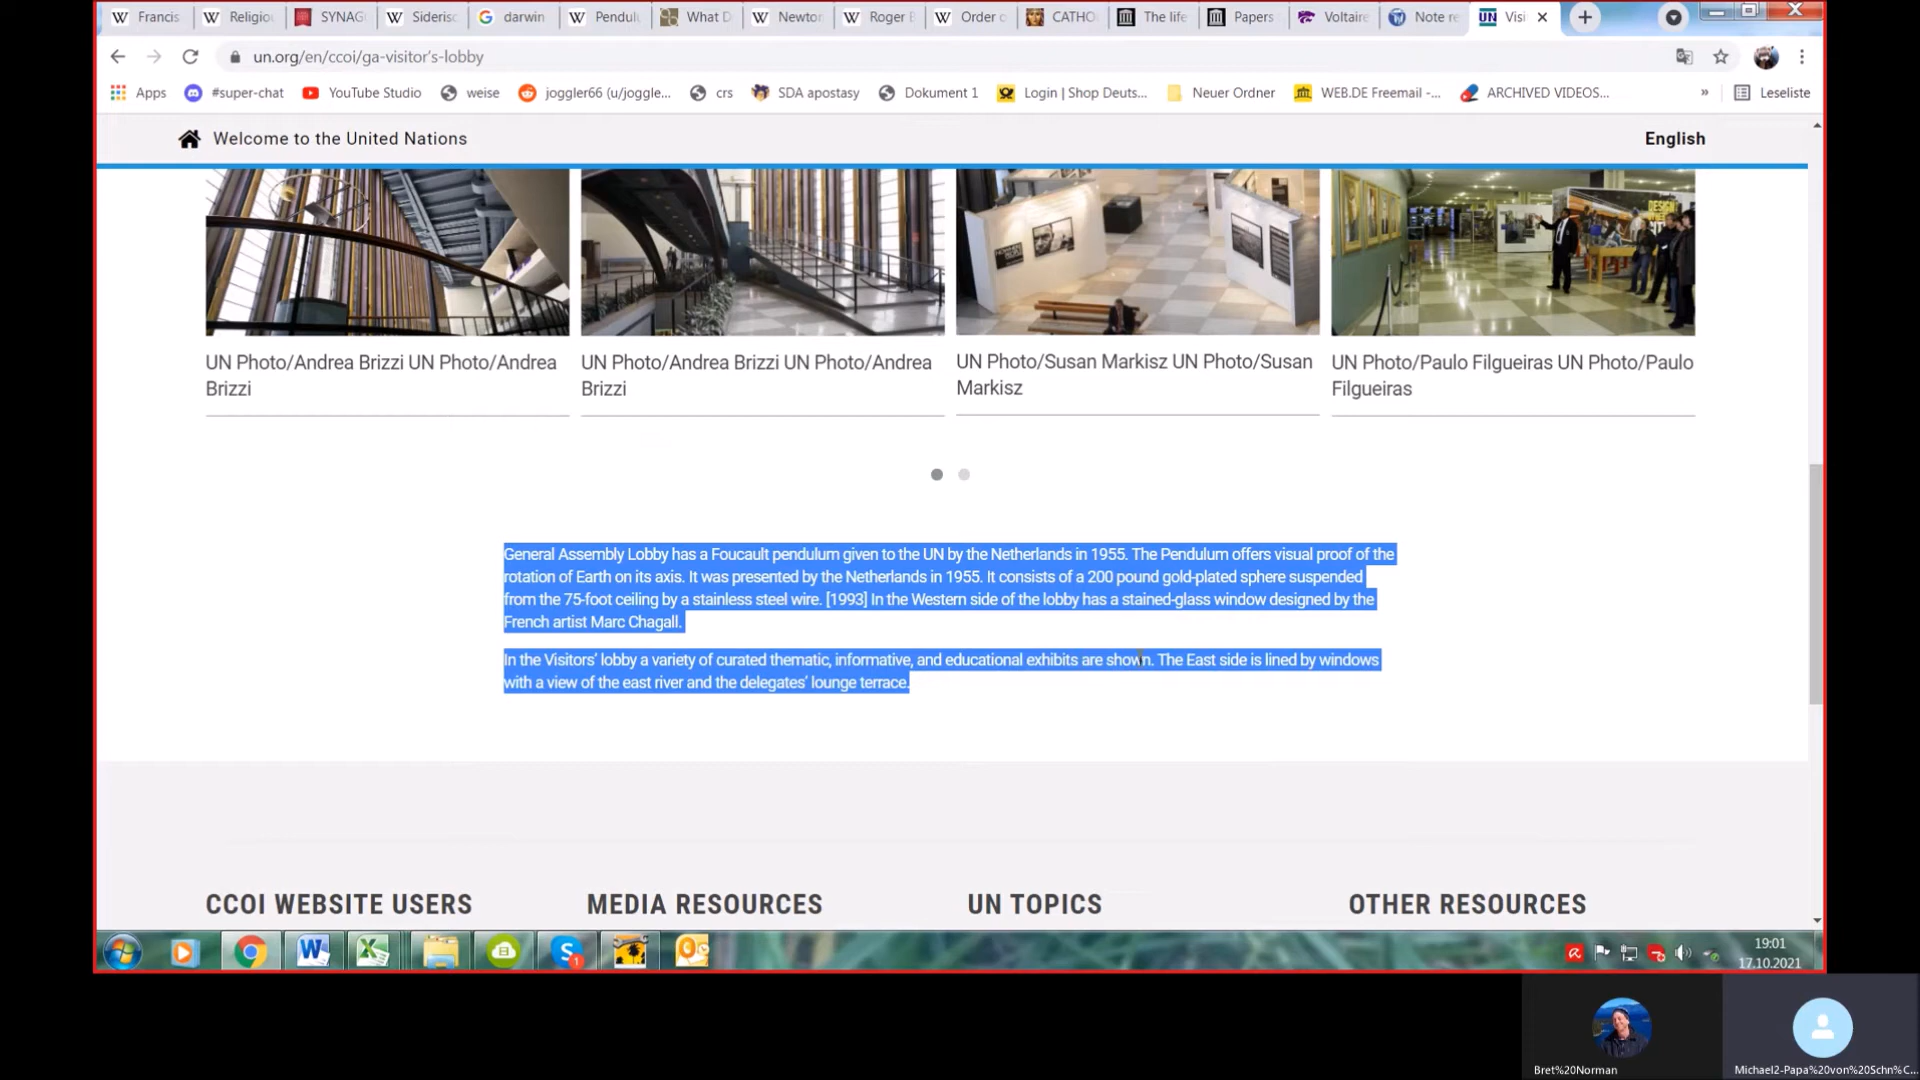 Francis
Religiou
SYNAG
Siderisc
darwin
Pendulu
What D
Newton
Roger B
Order o
CATHO
The life
Papers
Voltaire
Note re
UN Visi
un.org/en/ccoi/ga-visitor's-lobby
Apps
#super-chat
YouTube Studio
weise
joggler66 (u/joggle...
crs
SDA apostasy
Dokument 1
Login | Shop Deuts...
Neuer Ordner
WEB.DE Freemail -...
ARCHIVED VIDEOS...
»
Leseliste
Welcome to the United Nations
English
UN Photo/Andrea Brizzi UN Photo/Andrea
Brizzi
UN Photo/Andrea Brizzi UN Photo/Andrea
Brizzi
UN Photo/Susan Markisz UN Photo/Susan
Markisz
UN Photo/Paulo Filgueiras UN Photo/Paulo
Filgueiras
General Assembly Lobby has a Foucault pendulum given to the UN by the Netherlands in 1955. The Pendulum offers visual proof of the
rotation of Earth on its axis. It was presented by the Netherlands in 1955. It consists of a 200 pound gold-plated sphere suspended
from the 75-foot ceiling by a stainless steel wire. [1993] In the Western side of the lobby has a stained-glass window designed by the
French artist Marc Chagall.
In the Visitors' lobby a variety of curated thematic, informative, and educational exhibits are shown. The East side is lined by windows
with a view of the east river and the delegates' lounge terrace.
CCOI WEBSITE USERS
MEDIA RESOURCES
UN TOPICS
OTHER RESOURCES
19:01
17.10.2021
Bret%20Norman
Michael2-Papa%20von%20Schn%C...